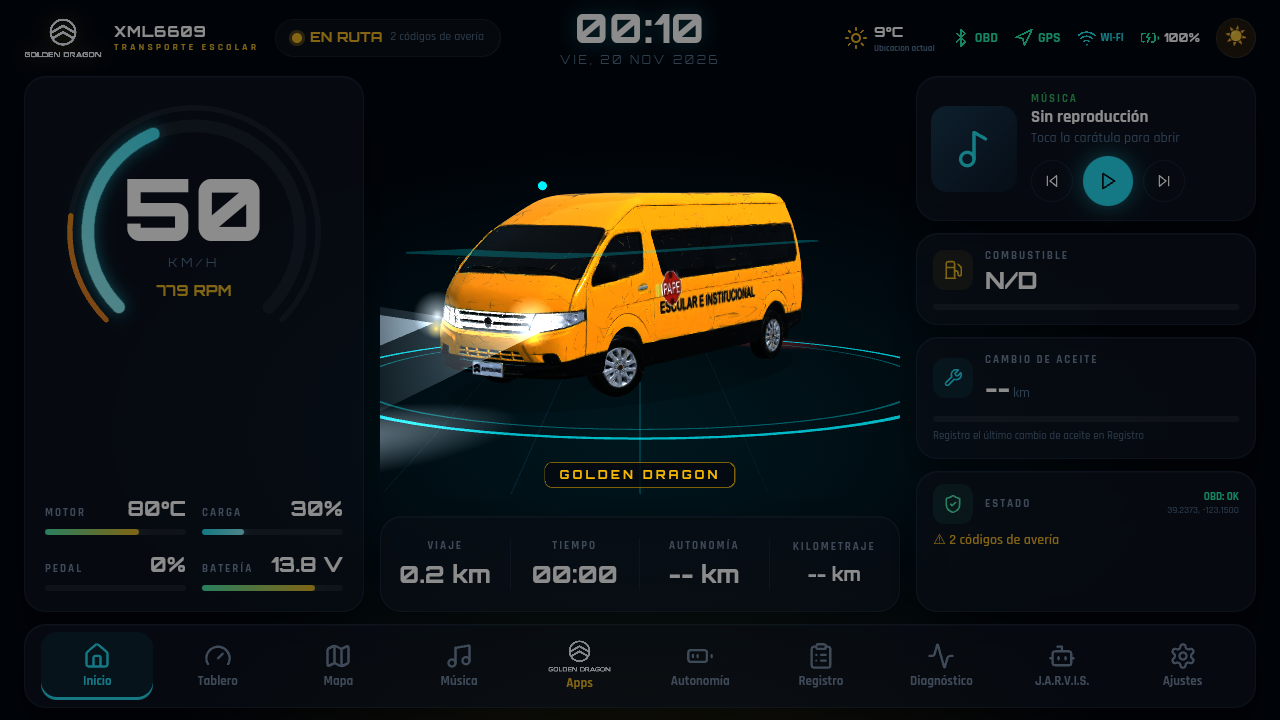 GOLDEN DRAGON
XML6609
TRANSPORTE ESCOLAR
EN RUTA 2 códigos de avería
00:10
VIE, 20 NOV 2026
9°C
Ubicación actual
OBD
GPS
WI-FI
100%
50
KM/H
779 RPM
MOTOR 80°C
CARGA 30%
PEDAL 0%
BATERÍA 13.8 V
ESCOLAR E INSTITUCIONAL
GOLDEN DRAGON
VIAJE
0.2 km
TIEMPO
00:00
AUTONOMÍA
-- km
KILOMETRAJE
-- km
MÚSICA
Sin reproducción
Toca la carátula para abrir
COMBUSTIBLE
N/D
CAMBIO DE ACEITE
-- km
Registra el último cambio de aceite en Registro
ESTADO
OBD: OK
39.2373, -123.1500
⚠ 2 códigos de avería
Inicio
Tablero
Mapa
Música
GOLDEN DRAGON
Apps
Autonomía
Registro
Diagnóstico
J.A.R.V.I.S.
Ajustes